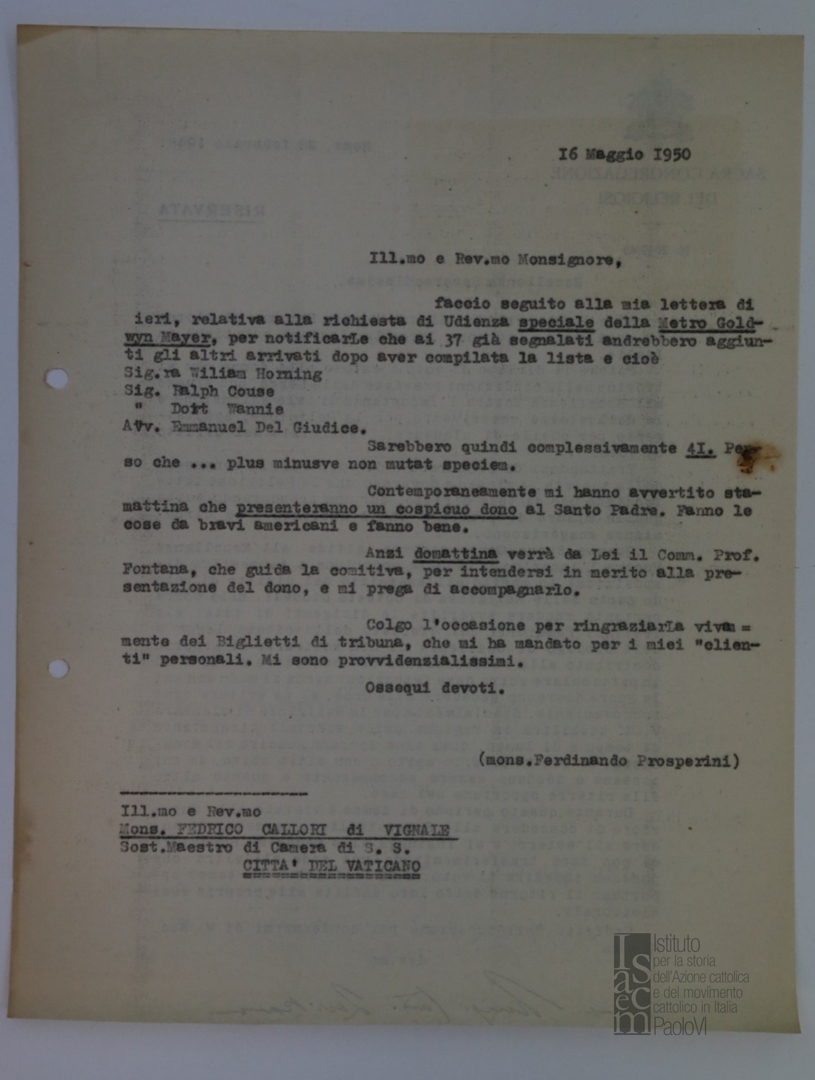 16 Maggio 1950
Ill.mo e Rev.mo Monsignore,
faccio seguito alla mia lettera di
ieri, relativa alla richiesta di Udienza speciale della Metro Gold-
wyn Mayer, per notificarLe che ai 37 già segnalati andrebbero aggiun-
ti gli altri arrivati dopo aver compilata la lista e cioè
Sig.ra Wiliam Horning
Sig. Ralph Couse
" Dort Wannie
Avv. Emmanuel Del Giudice.
Sarebbero quindi complessivamente 41. Pen-
so che ... plus minusve non mutat speciem.
Contemporaneamente mi hanno avvertito sta-
mattina che presenteranno un cospicuo dono al Santo Padre. Fanno le
cose da bravi americani e fanno bene.
Anzi domattina verrà da Lei il Comm. Prof.
Fontana, che guida la comitiva, per intendersi in merito alla pre-
sentazione del dono, e mi prega di accompagnarlo.
Colgo l'occasione per ringraziarLa viva=
mente dei Biglietti di tribuna, che mi ha mandato per i miei "clien-
ti" personali. Mi sono provvidenzialissimi.
Ossequi devoti.
(mons.Ferdinando Prosperini)
Ill.mo e Rev.mo
Mons. FEDRICO CALLORI di VIGNALE
Sost.Maestro di Camera di S. S.
CITTA' DEL VATICANO
Isacem
Istituto
per la storia
dell'Azione cattolica
e del movimento
cattolico in Italia
PaoloVI